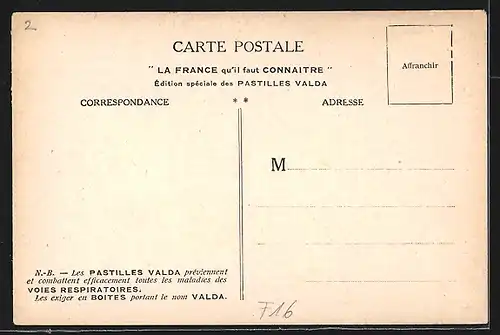 2
CARTE POSTALE
" LA FRANCE qu'il faut CONNAITRE "
Édition spéciale des PASTILLES VALDA
Affranchir
CORRESPONDANCE * * ADRESSE
M
N.-B. — Les PASTILLES VALDA préviennent
et combattent efficacement toutes les maladies des
VOIES RESPIRATOIRES.
Les exiger en BOITES portant le nom VALDA.
F16